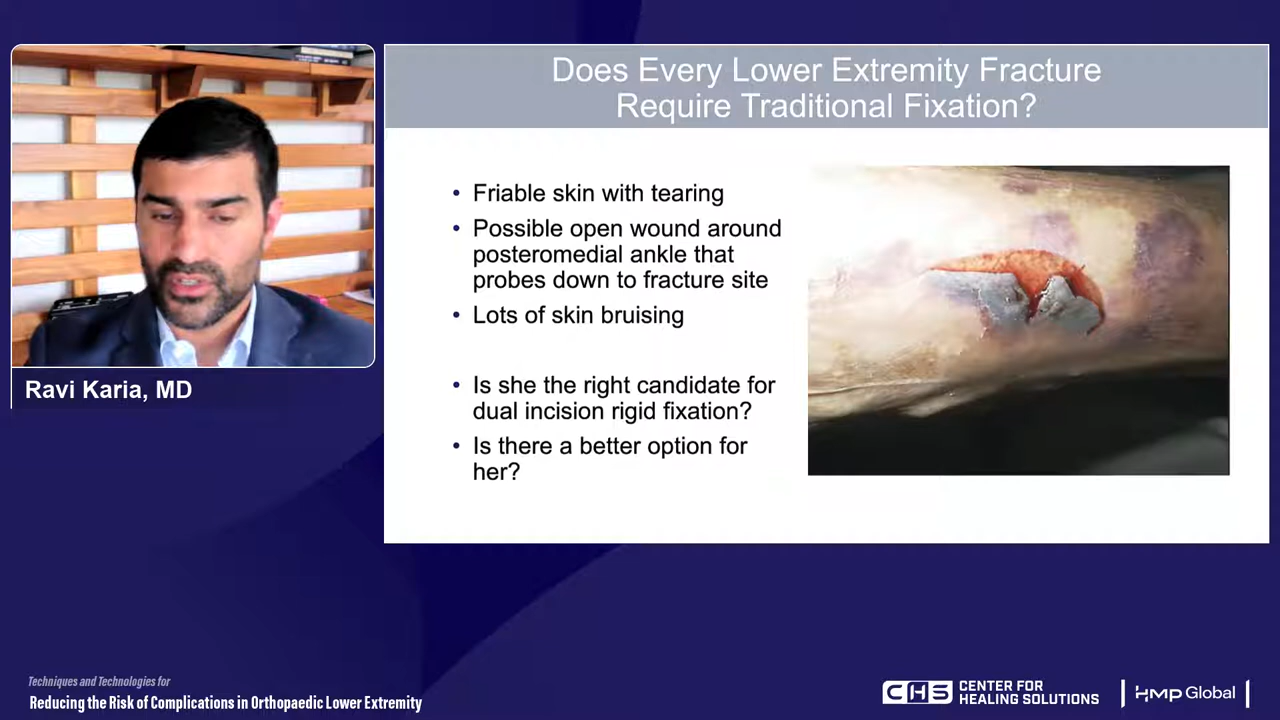 Does Every Lower Extremity Fracture
Require Traditional Fixation?
• Friable skin with tearing
• Possible open wound around
posteromedial ankle that
probes down to fracture site
• Lots of skin bruising
• Is she the right candidate for
dual incision rigid fixation?
• Is there a better option for
her?
Ravi Karia, MD
Techniques and Technologies for
Reducing the Risk of Complications in Orthopaedic Lower Extremity
CHS CENTER FOR
HEALING SOLUTIONS
HMP Global